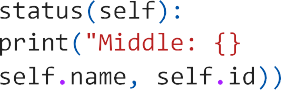 status(self):
print("Middle: {}
self.name, self.id))